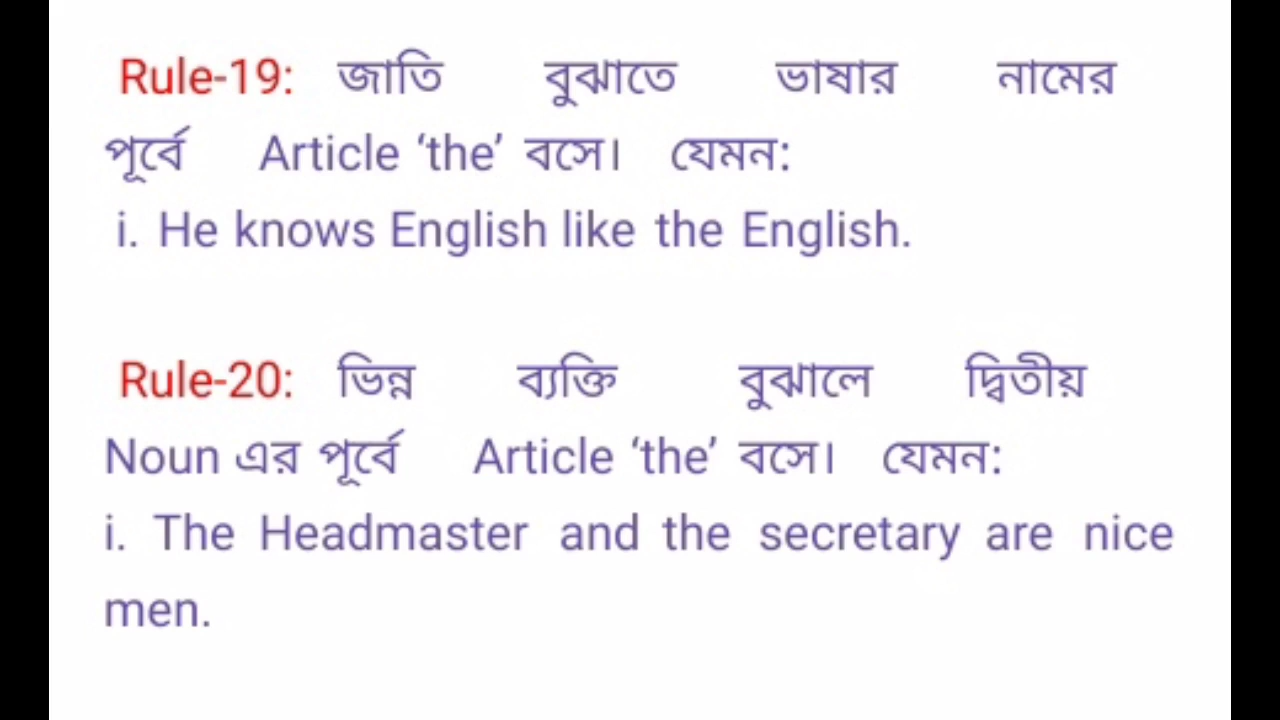 Rule-19: জাতি বুঝাতে ভাষার নামের
পূর্বে Article ‘the’ বসে। যেমন:
i. He knows English like the English.
Rule-20: ভিন্ন ব্যক্তি বুঝালে দ্বিতীয়
Noun এর পূর্বে Article ‘the’ বসে। যেমন:
i. The Headmaster and the secretary are nice
men.